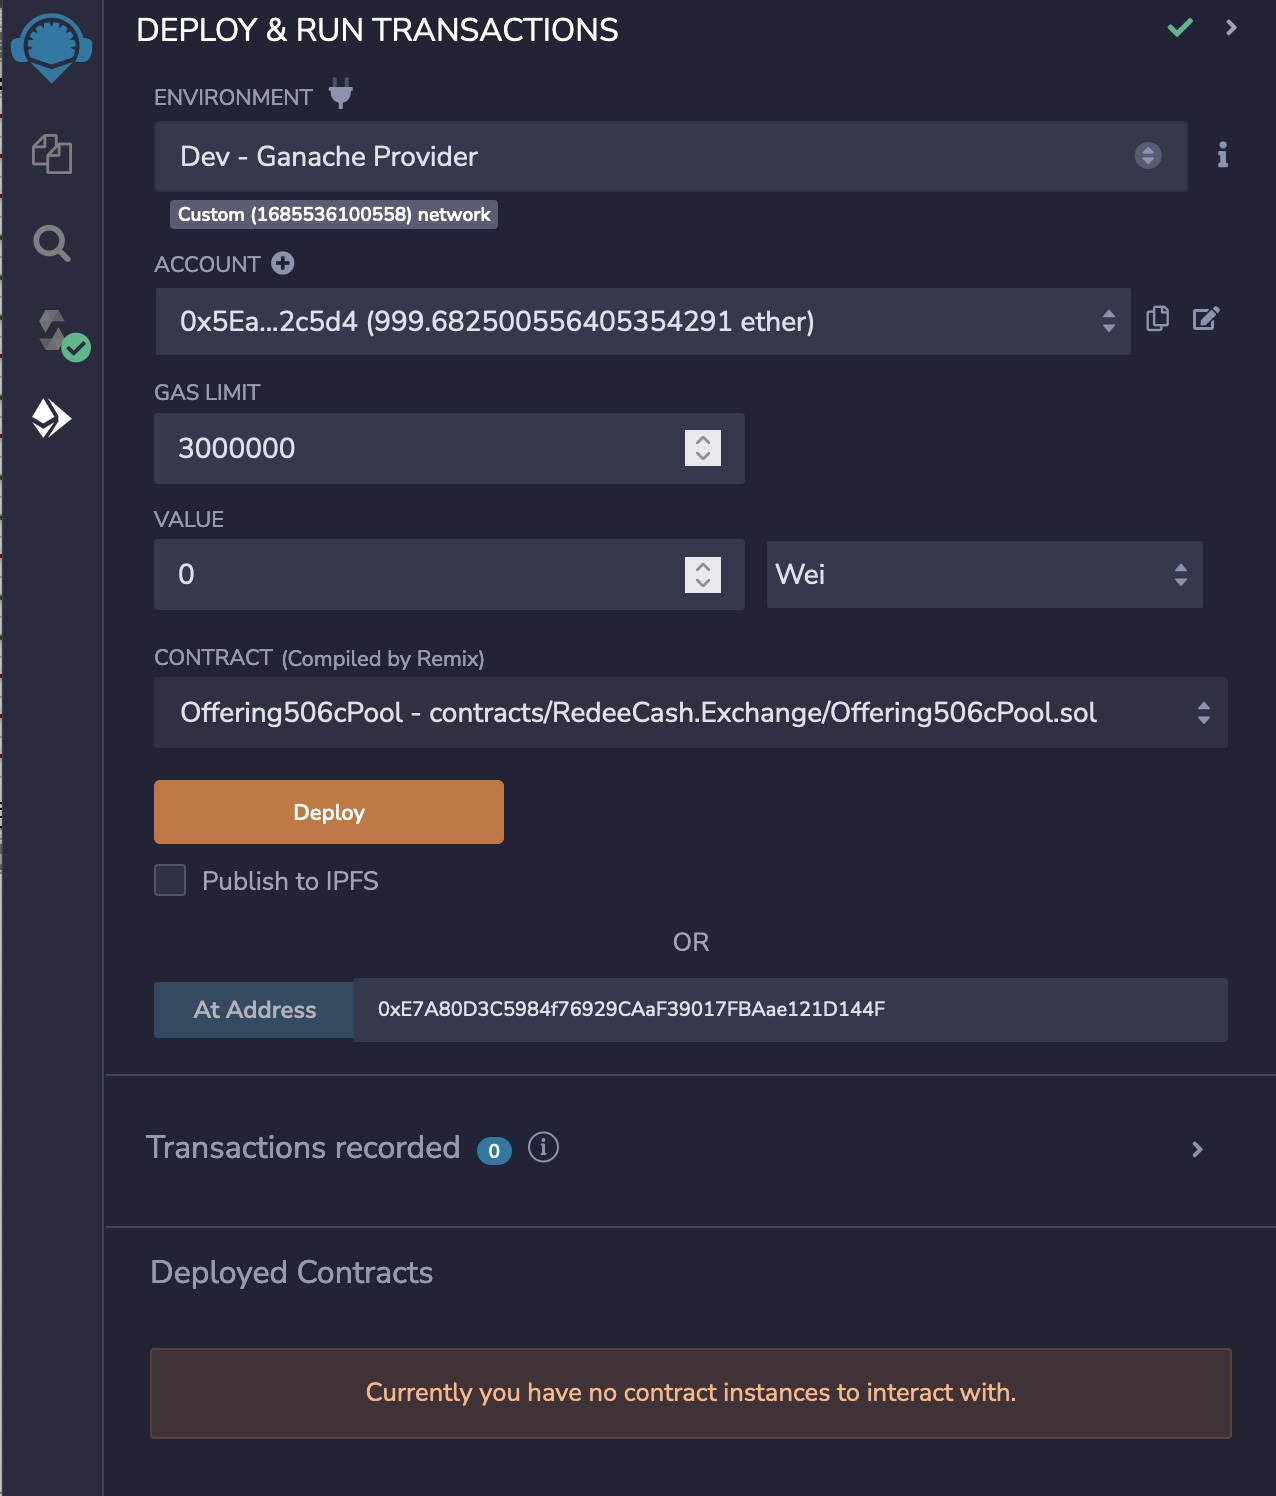 DEPLOY & RUN TRANSACTIONS
ENVIRONMENT
Dev - Ganache Provider
Custom (1685536100558) network
ACCOUNT
0x5Ea...2c5d4 (999.682500556405354291 ether)
GAS LIMIT
3000000
VALUE
0
Wei
CONTRACT (Compiled by Remix)
Offering506cPool - contracts/RedeeCash.Exchange/Offering506cPool.sol
Deploy
Publish to IPFS
OR
At Address
0xE7A80D3C5984f76929CAaF39017FBAae121D144F
Transactions recorded 0
Deployed Contracts
Currently you have no contract instances to interact with.